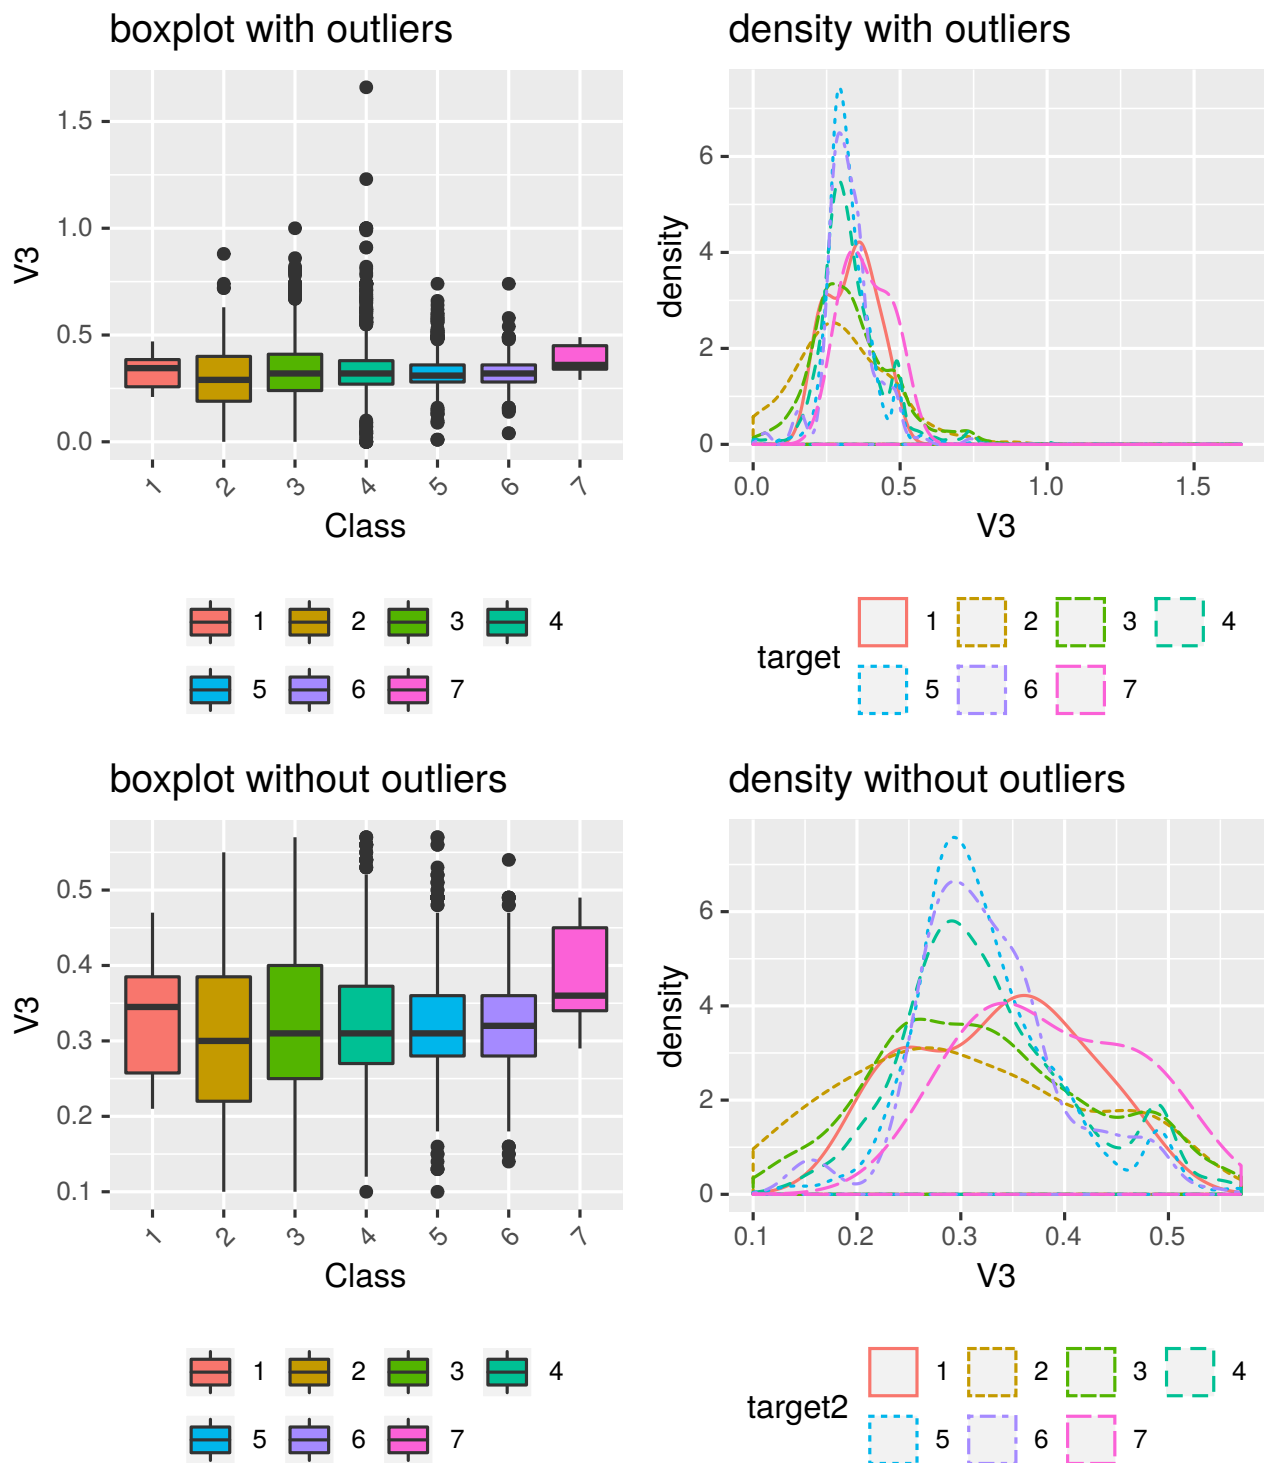 boxplot with outliers
1.5
1.0
0.5
0.0
V3
1 2 3 4 5 6 7
Class
1 2 3 4
5 6 7
density with outliers
6
4
2
0
density
0.0 0.5 1.0 1.5
V3
target
1 2 3 4
5 6 7
boxplot without outliers
0.5
0.4
0.3
0.2
0.1
V3
1 2 3 4 5 6 7
Class
1 2 3 4
5 6 7
density without outliers
6
4
2
0
density
0.1 0.2 0.3 0.4 0.5
V3
target2
1 2 3 4
5 6 7